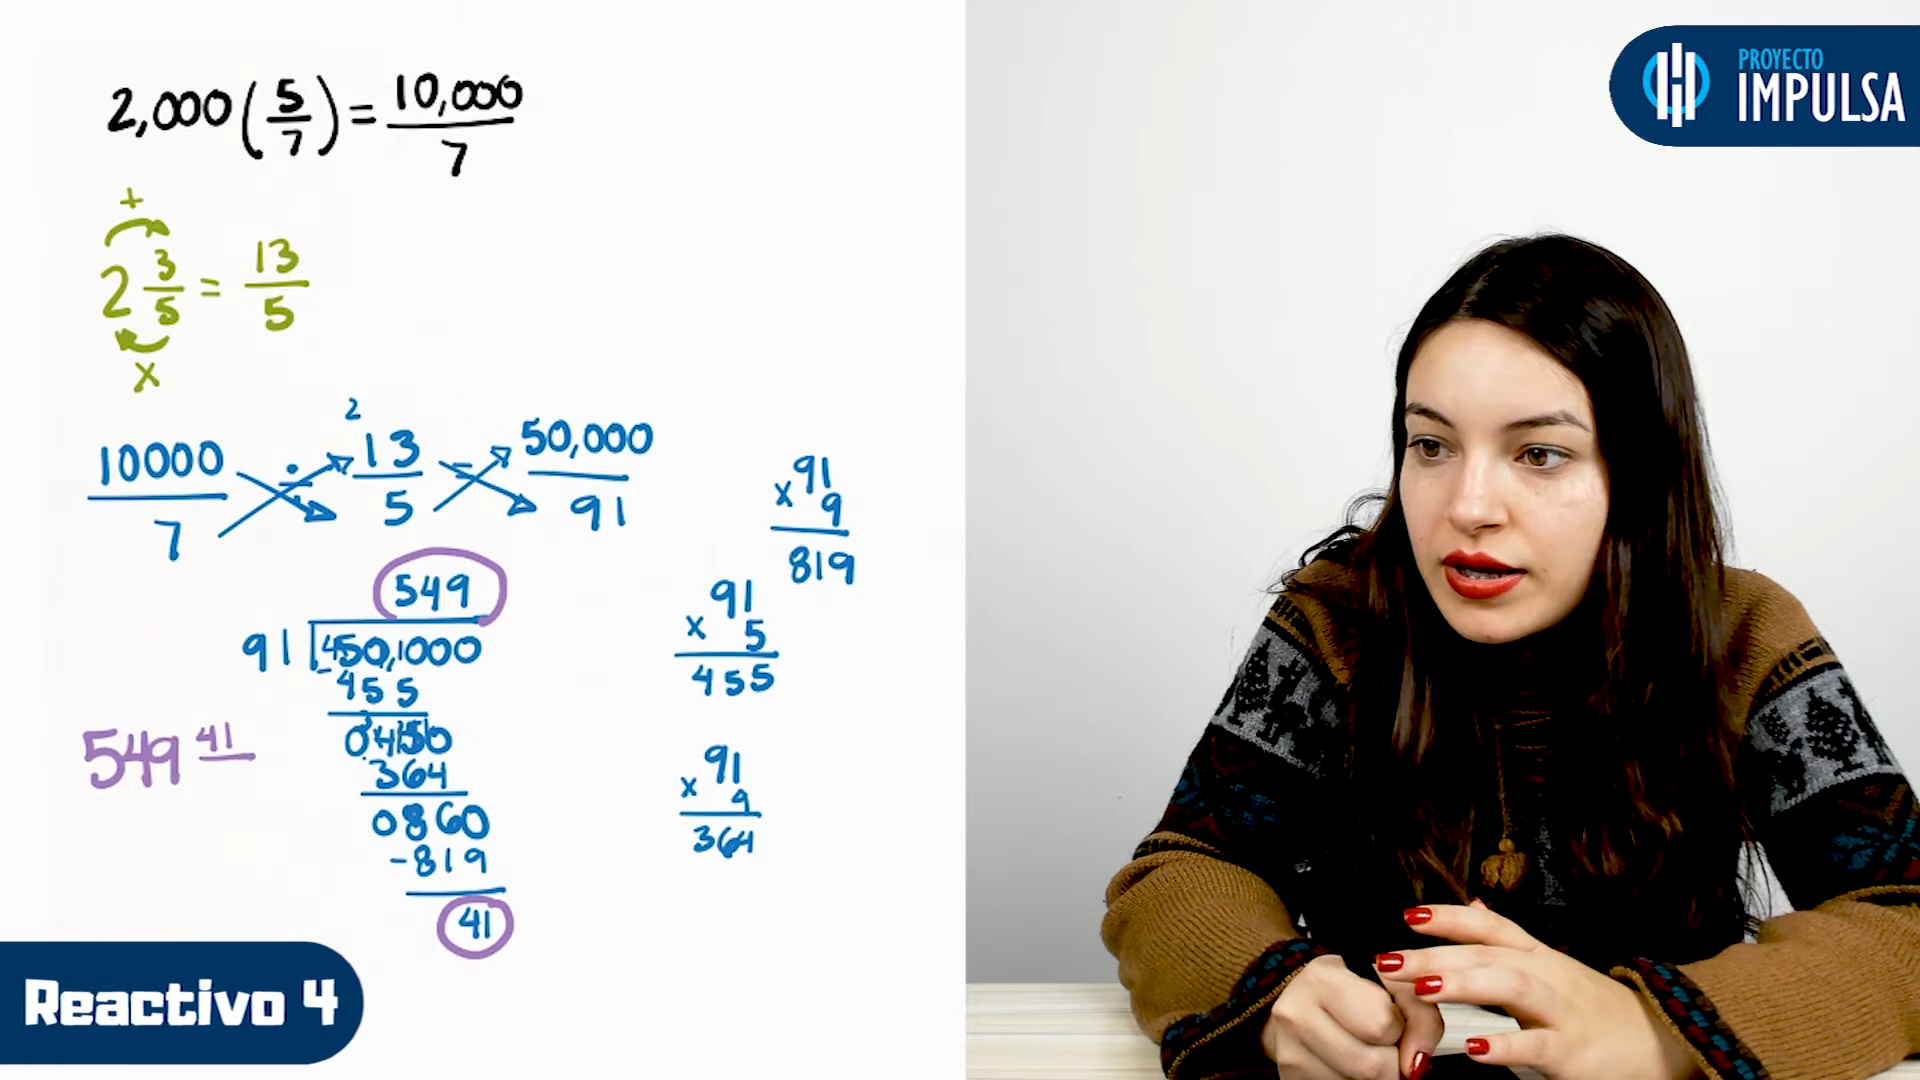 2,000 (5/7) = 10,000/7
+
2 3/5 = 13/5
x
2
10000/7 ÷ 13/5 = 50,000/91
549
91 50,000
- 455
0450
364
0860
- 819
41
549 41
91
x 9
819
91
x 5
455
91
x 9
364
PROYECTO
IMPULSA
Reactivo 4